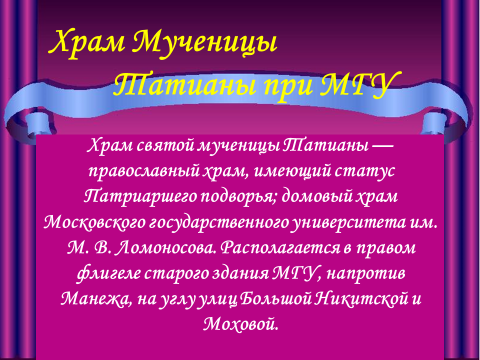 Храм Мученицы
Татианы при МГУ
Храм святой мученицы Татианы —
православный храм, имеющий статус
Патриаршего подворья; домовый храм
Московского государственного университета им.
М. В. Ломоносова. Располагается в правом
флигеле старого здания МГУ, напротив
Манежа, на углу улиц Большой Никитской и
Моховой.